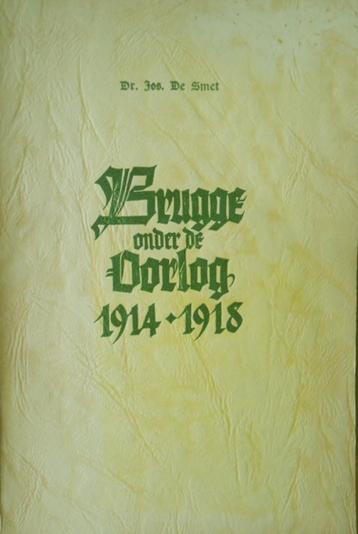 Dr. Jos. De Smet
Brugge
onder de
Oorlog
1914 • 1918